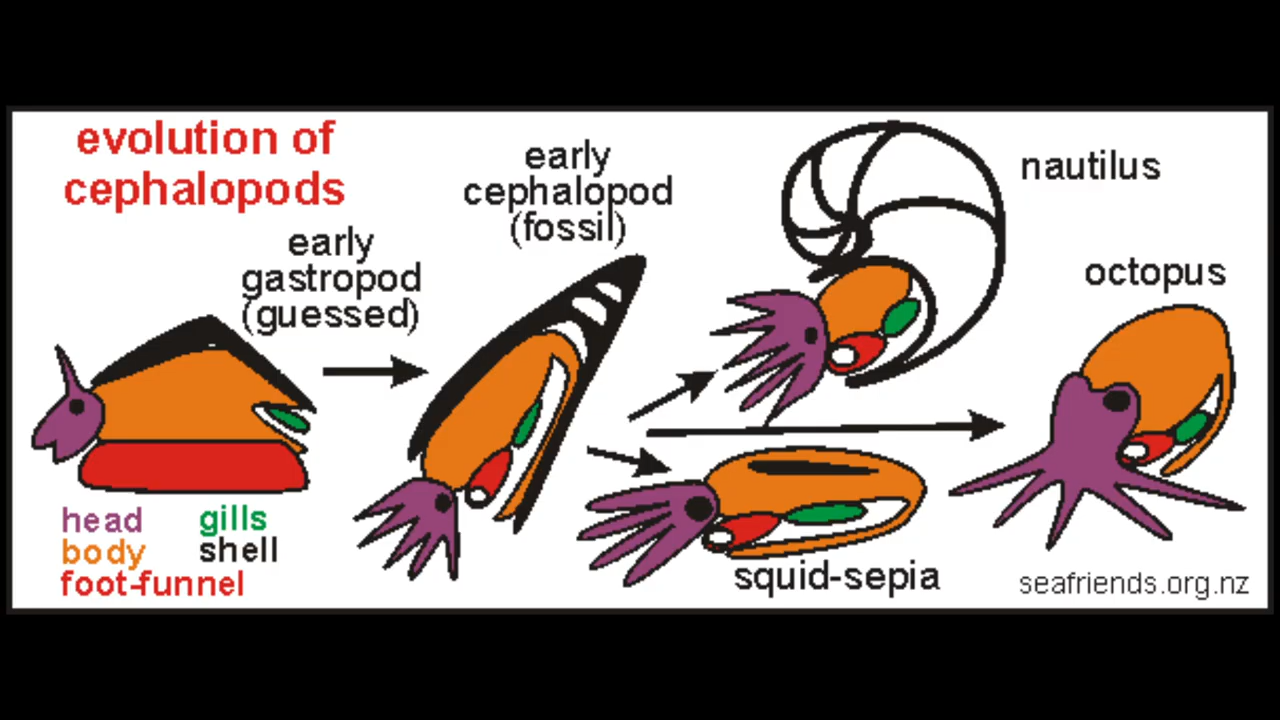 evolution of
cephalopods
early
gastropod
(guessed)
early
cephalopod
(fossil)
nautilus
octopus
squid-sepia
head
gills
body
shell
foot-funnel
seafriends.org.nz